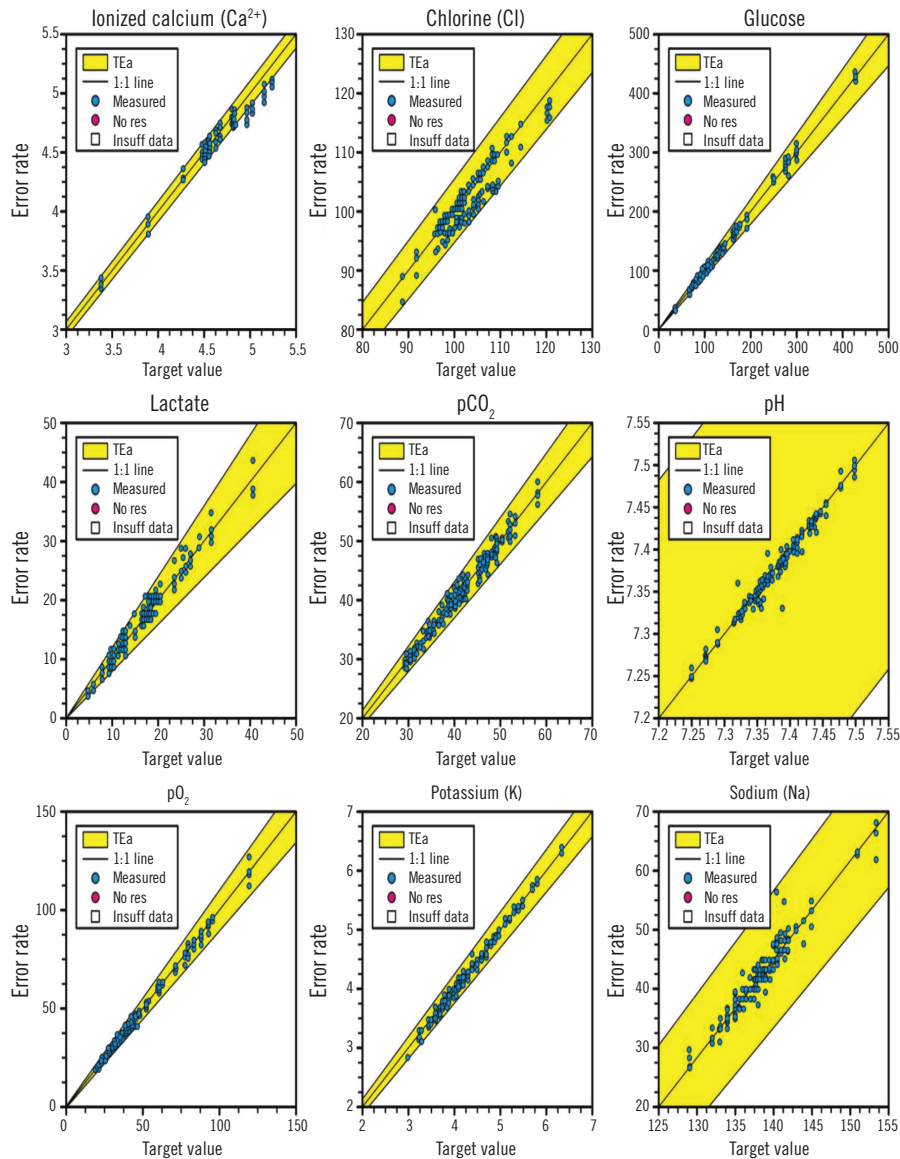 Ionized calcium (Ca²⁺)
5.5
5
4.5
4
3.5
3
3
3.5
4
4.5
5
5.5
Error rate
Target value
TEa
1:1 line
Measured
No res
Insuff data
Chlorine (Cl)
130
120
110
100
90
80
80
90
100
110
120
130
Error rate
Target value
TEa
1:1 line
Measured
No res
Insuff data
Glucose
500
400
300
200
100
0
0
100
200
300
400
500
Error rate
Target value
TEa
1:1 line
Measured
No res
Insuff data
Lactate
50
40
30
20
10
0
0
10
20
30
40
50
Error rate
Target value
TEa
1:1 line
Measured
No res
Insuff data
pCO₂
70
60
50
40
30
20
20
30
40
50
60
70
Error rate
Target value
TEa
1:1 line
Measured
No res
Insuff data
pH
7.55
7.5
7.45
7.4
7.35
7.3
7.25
7.2
7.2
7.25
7.3
7.35
7.4
7.45
7.5
7.55
Error rate
Target value
TEa
1:1 line
Measured
No res
Insuff data
pO₂
150
100
50
0
0
50
100
150
Error rate
Target value
TEa
1:1 line
Measured
No res
Insuff data
Potassium (K)
7
6
5
4
3
2
2
3
4
5
6
7
Error rate
Target value
TEa
1:1 line
Measured
No res
Insuff data
Sodium (Na)
70
60
50
40
30
20
125
130
135
140
145
150
155
Error rate
Target value
TEa
1:1 line
Measured
No res
Insuff data